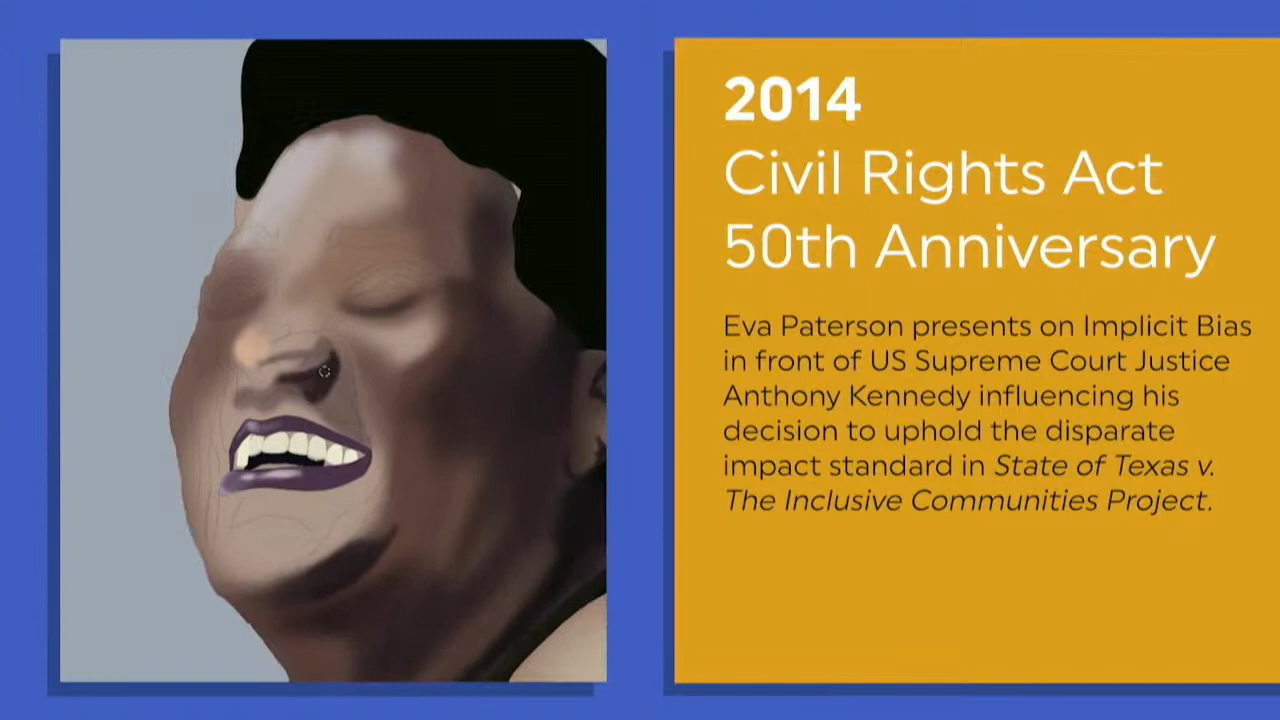 2014
Civil Rights Act
50th Anniversary
Eva Paterson presents on Implicit Bias
in front of US Supreme Court Justice
Anthony Kennedy influencing his
decision to uphold the disparate
impact standard in State of Texas v.
The Inclusive Communities Project.